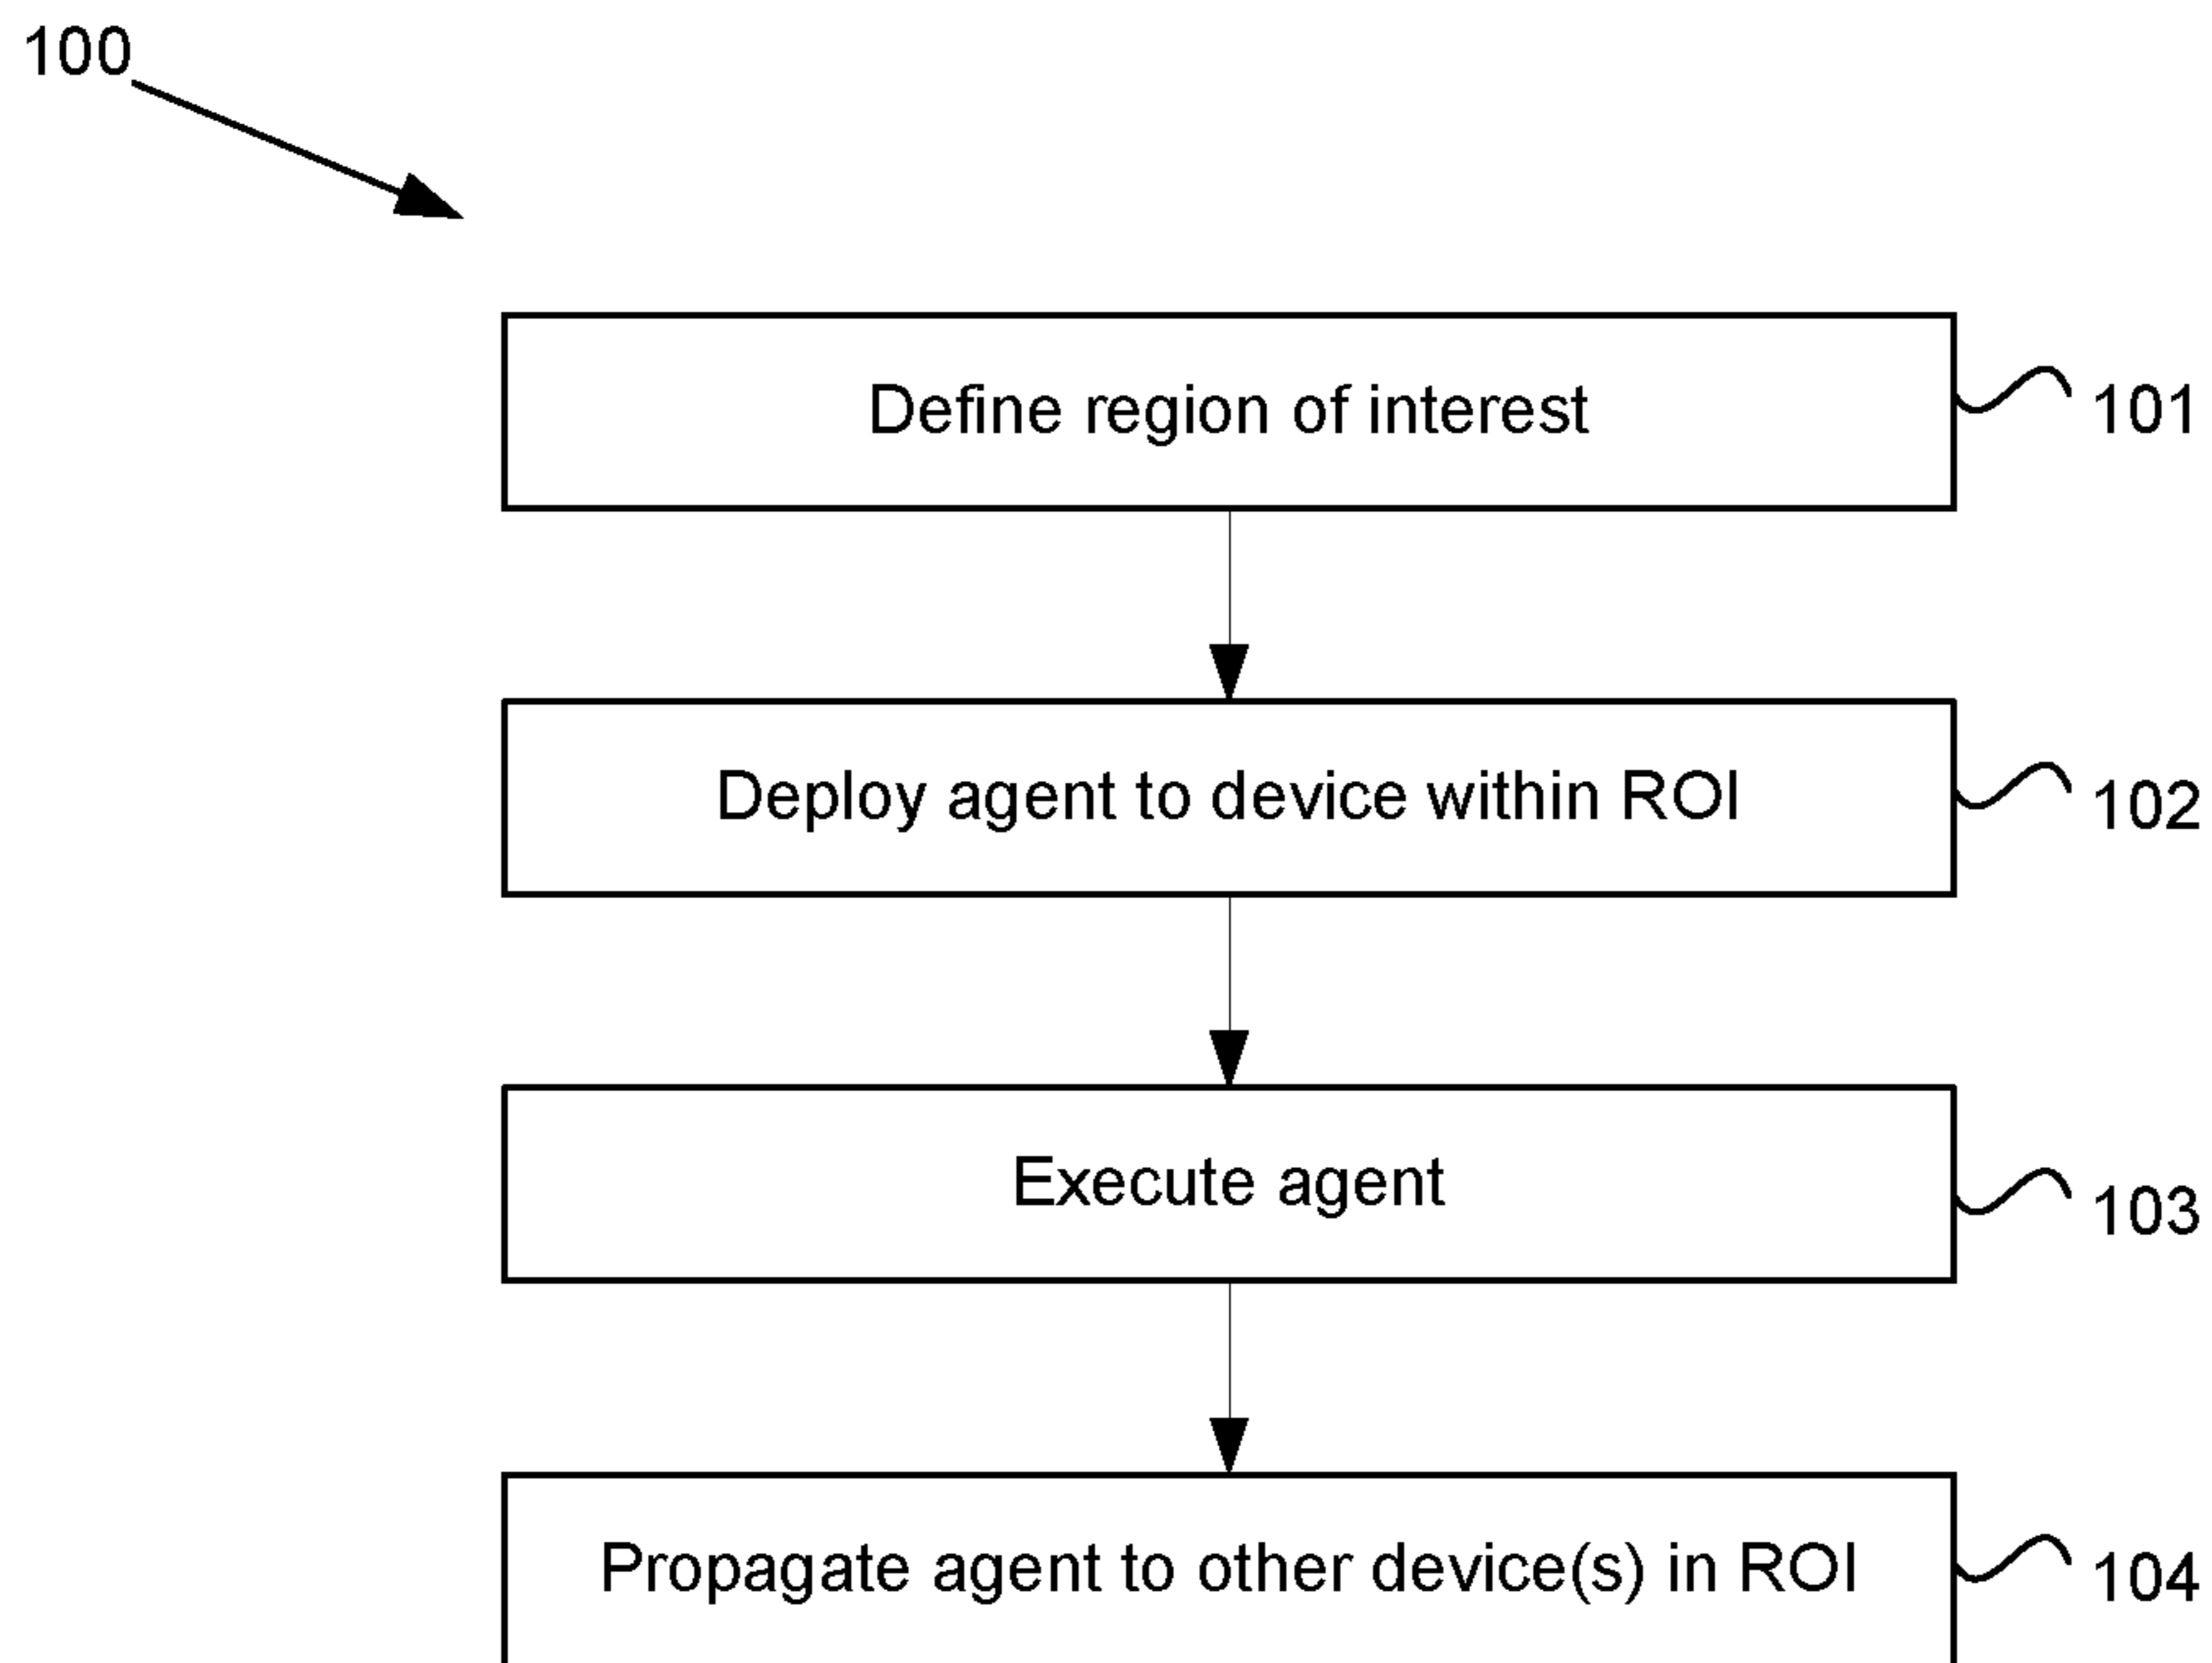 100
Define region of interest
101
Deploy agent to device within ROI
102
Execute agent
103
Propagate agent to other device(s) in ROI
104